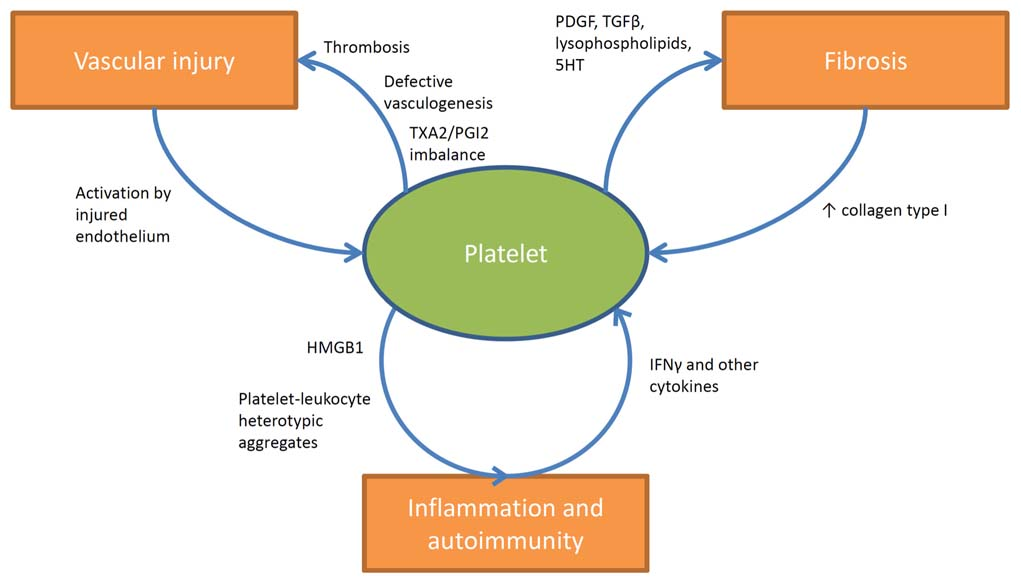 Vascular injury
Thrombosis
Defective
vasculogenesis
TXA2/PGI2
imbalance
PDGF, TGFβ,
lysophospholipids,
5HT
Fibrosis
Activation by
injured
endothelium
↑ collagen type I
Platelet
HMGB1
Platelet-leukocyte
heterotypic
aggregates
IFNγ and other
cytokines
Inflammation and
autoimmunity